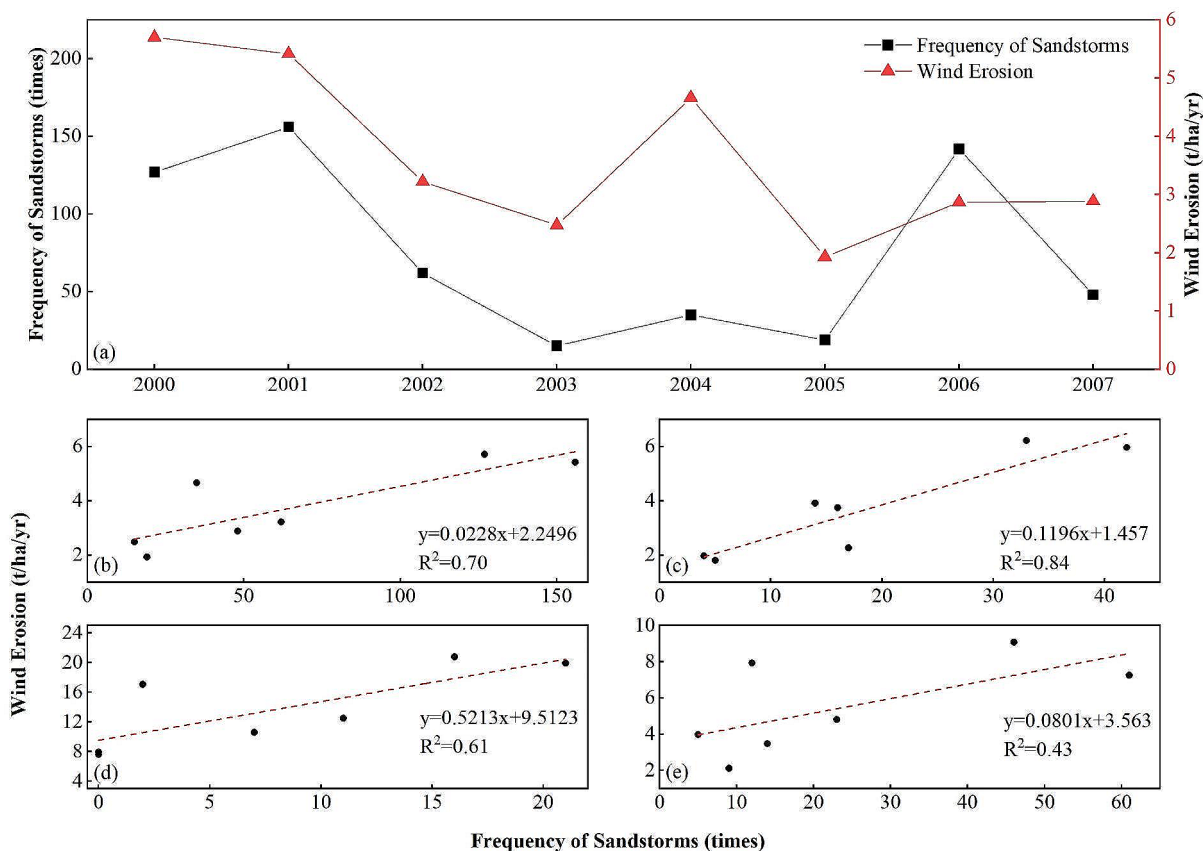 Frequency of Sandstorms (times)
200
150
100
50
0
6
5
4
3
2
1
0
Wind Erosion (t/ha/yr)
Frequency of Sandstorms
Wind Erosion
(a)
2000 2001 2002 2003 2004 2005 2006 2007
Wind Erosion (t/ha/yr)
6
4
2
(b)
y=0.0228x+2.2496
R²=0.70
0 50 100 150
6
4
2
(c)
y=0.1196x+1.457
R²=0.84
0 10 20 30 40
24
20
16
12
8
4
(d)
y=0.5213x+9.5123
R²=0.61
0 5 10 15 20
10
8
6
4
2
(e)
y=0.0801x+3.563
R²=0.43
0 10 20 30 40 50 60
Frequency of Sandstorms (times)